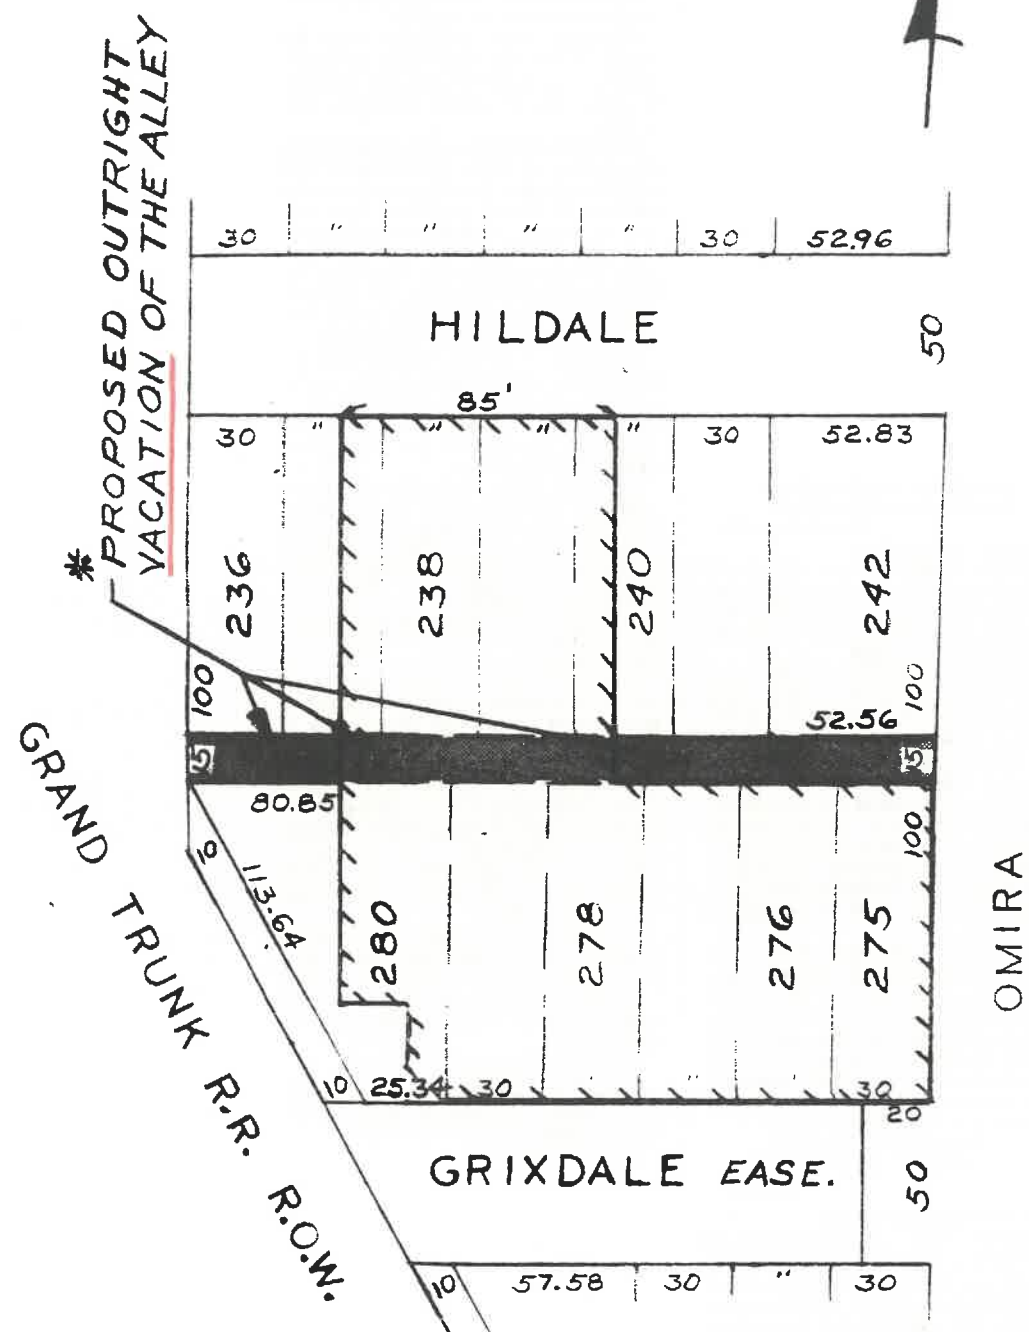 * PROPOSED OUTRIGHT
VACATION OF THE ALLEY
30 " " " " 30 52.96
HILDALE 50
85'
30 " " " " 30 52.83
236 238 240 242
100 100
52.56
15 15
80.85
100
10 113.64
280 278 276 275
GRAND TRUNK R.R. R.O.W.
OMIRA
10 25.34 30 " " 30
20
GRIXDALE EASE. 50
10 57.58 30 " 30